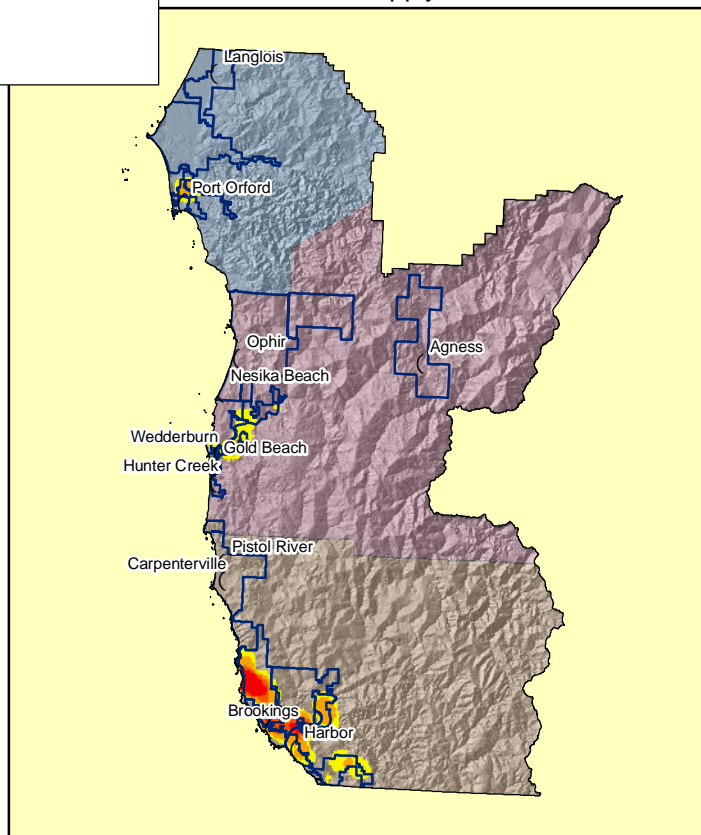 Langlois
Port Orford
Ophir
Agness
Nesika Beach
Wedderburn
Gold Beach
Hunter Creek
Pistol River
Carpenterville
Brookings
Harbor